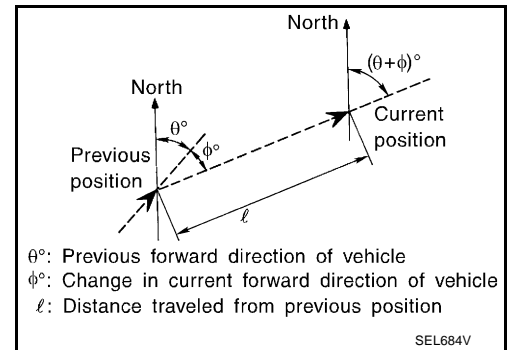 North
(θ+ϕ)°
North
θ°
ϕ°
Current
position
Previous
position
ℓ
θ°: Previous forward direction of vehicle
ϕ°: Change in current forward direction of vehicle
ℓ: Distance traveled from previous position
SEL684V